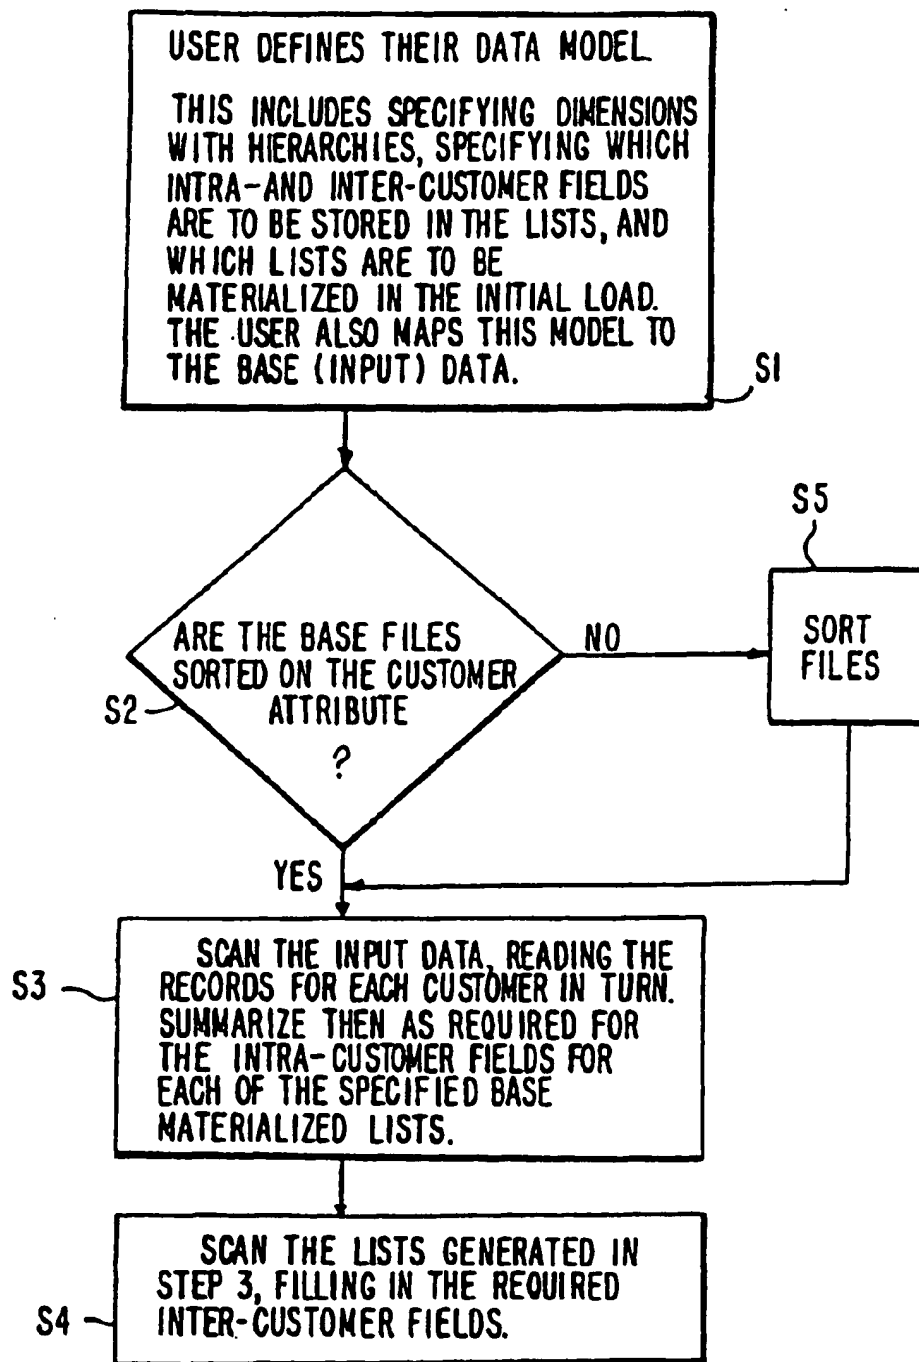 USER DEFINES THEIR DATA MODEL
THIS INCLUDES SPECIFYING DIMENSIONS
WITH HIERARCHIES, SPECIFYING WHICH
INTRA-AND INTER-CUSTOMER FIELDS
ARE TO BE STORED IN THE LISTS, AND
WHICH LISTS ARE TO BE
MATERIALIZED IN THE INITIAL LOAD.
THE USER ALSO MAPS THIS MODEL TO
THE BASE (INPUT) DATA.
S1
S5
ARE THE BASE FILES
SORTED ON THE CUSTOMER
ATTRIBUTE
?
S2
NO
SORT
FILES
YES
S3
SCAN THE INPUT DATA, READING THE
RECORDS FOR EACH CUSTOMER IN TURN.
SUMMARIZE THEN AS REQUIRED FOR
THE INTRA-CUSTOMER FIELDS FOR
EACH OF THE SPECIFIED BASE
MATERIALIZED LISTS.
SCAN THE LISTS GENERATED IN
STEP 3, FILLING IN THE REQUIRED
INTER-CUSTOMER FIELDS.
S4